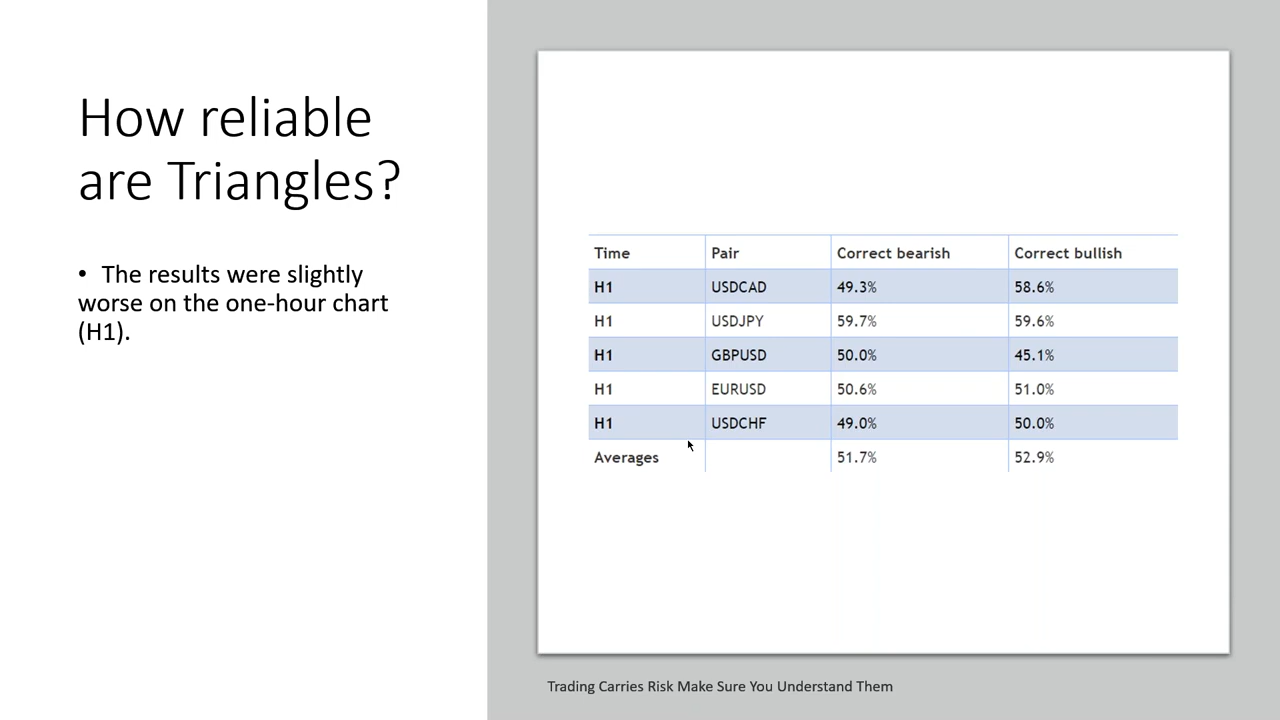 How reliable
are Triangles?
• The results were slightly
worse on the one-hour chart
(H1).
Time Pair Correct bearish Correct bullish
H1 USDCAD 49.3% 58.6%
H1 USDJPY 59.7% 59.6%
H1 GBPUSD 50.0% 45.1%
H1 EURUSD 50.6% 51.0%
H1 USDCHF 49.0% 50.0%
Averages 51.7% 52.9%
Trading Carries Risk Make Sure You Understand Them